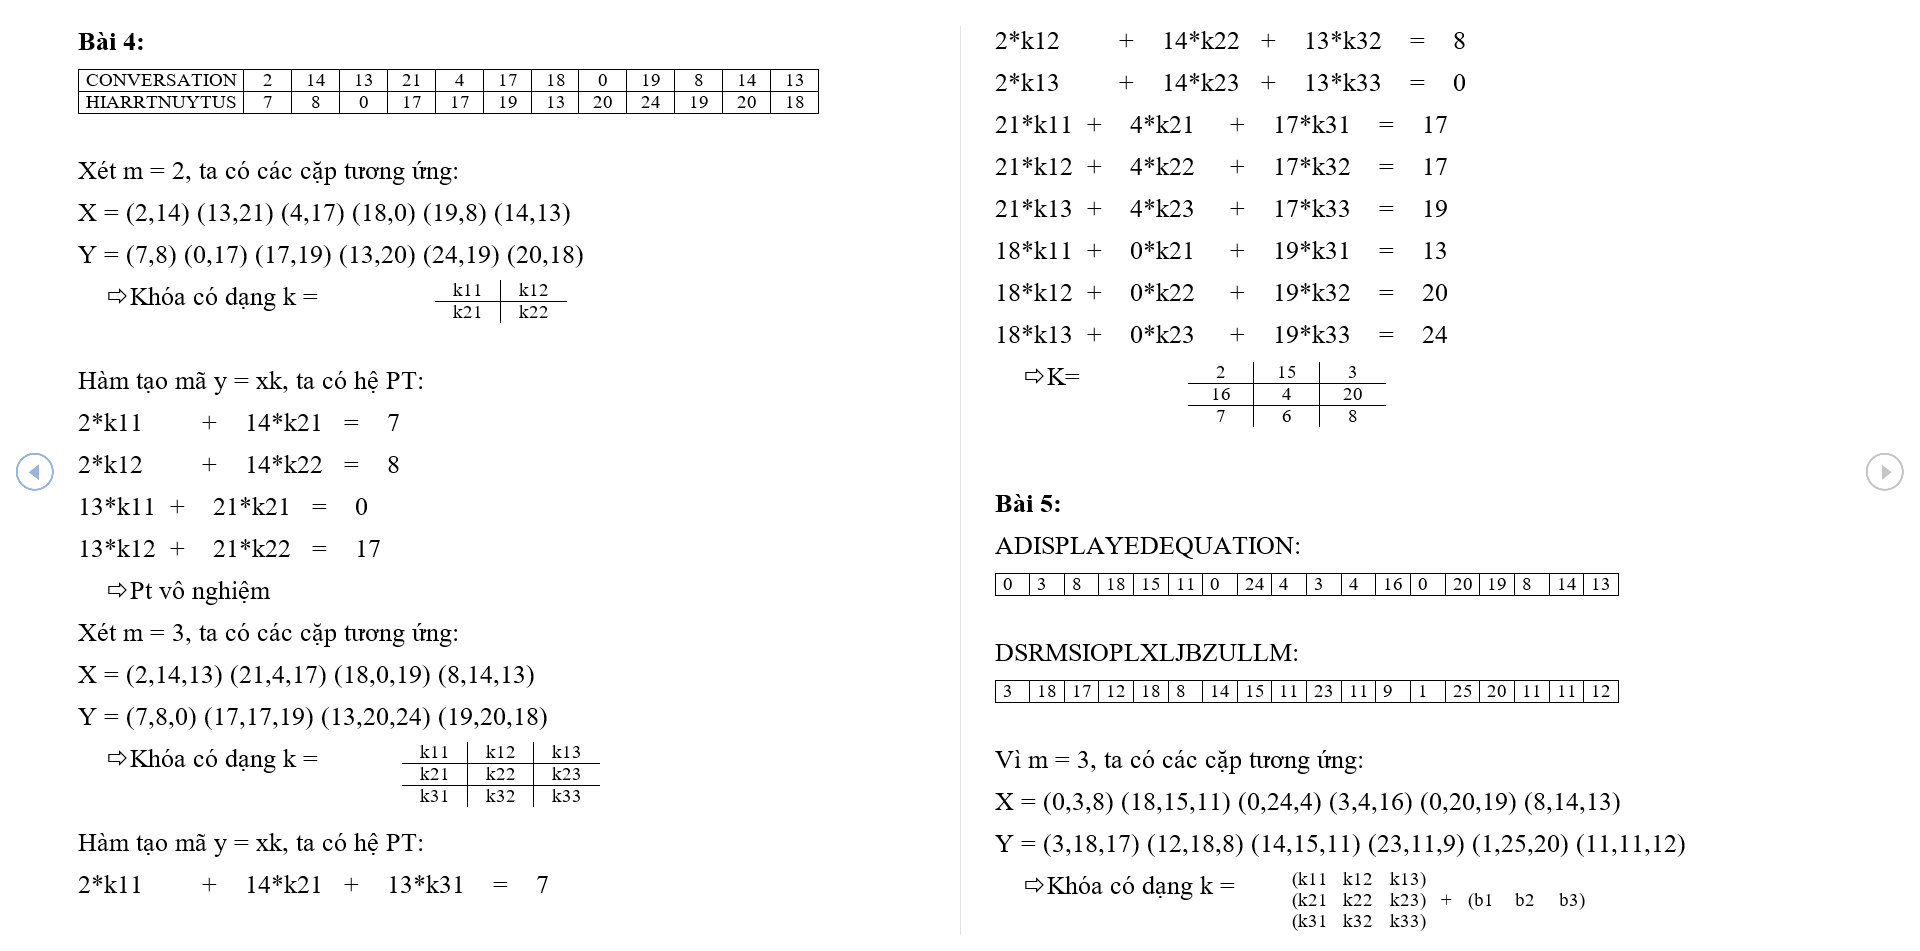 Bài 4:
CONVERSATION 2 14 13 21 4 17 18 0 19 8 14 13
HIARRTNUYTUS 7 8 0 17 17 19 13 20 24 19 20 18
Xét m = 2, ta có các cặp tương ứng:
X = (2,14) (13,21) (4,17) (18,0) (19,8) (14,13)
Y = (7,8) (0,17) (17,19) (13,20) (24,19) (20,18)
⇨Khóa có dạng k =
k11 k12
k21 k22
Hàm tạo mã y = xk, ta có hệ PT:
2*k11 + 14*k21 = 7
2*k12 + 14*k22 = 8
13*k11 + 21*k21 = 0
13*k12 + 21*k22 = 17
⇨Pt vô nghiệm
Xét m = 3, ta có các cặp tương ứng:
X = (2,14,13) (21,4,17) (18,0,19) (8,14,13)
Y = (7,8,0) (17,17,19) (13,20,24) (19,20,18)
⇨Khóa có dạng k =
k11 k12 k13
k21 k22 k23
k31 k32 k33
Hàm tạo mã y = xk, ta có hệ PT:
2*k11 + 14*k21 + 13*k31 = 7
2*k12 + 14*k22 + 13*k32 = 8
2*k13 + 14*k23 + 13*k33 = 0
21*k11 + 4*k21 + 17*k31 = 17
21*k12 + 4*k22 + 17*k32 = 17
21*k13 + 4*k23 + 17*k33 = 19
18*k11 + 0*k21 + 19*k31 = 13
18*k12 + 0*k22 + 19*k32 = 20
18*k13 + 0*k23 + 19*k33 = 24
⇨K=
2 15 3
16 4 20
7 6 8
Bài 5:
ADISPLAYEDEQUATION:
0 3 8 18 15 11 0 24 4 3 4 16 0 20 19 8 14 13
DSRMSIOPLXLJBZULLM:
3 18 17 12 18 8 14 15 11 23 11 9 1 25 20 11 11 12
Vì m = 3, ta có các cặp tương ứng:
X = (0,3,8) (18,15,11) (0,24,4) (3,4,16) (0,20,19) (8,14,13)
Y = (3,18,17) (12,18,8) (14,15,11) (23,11,9) (1,25,20) (11,11,12)
⇨Khóa có dạng k =
(k11 k12 k13)
(k21 k22 k23) + (b1 b2 b3)
(k31 k32 k33)